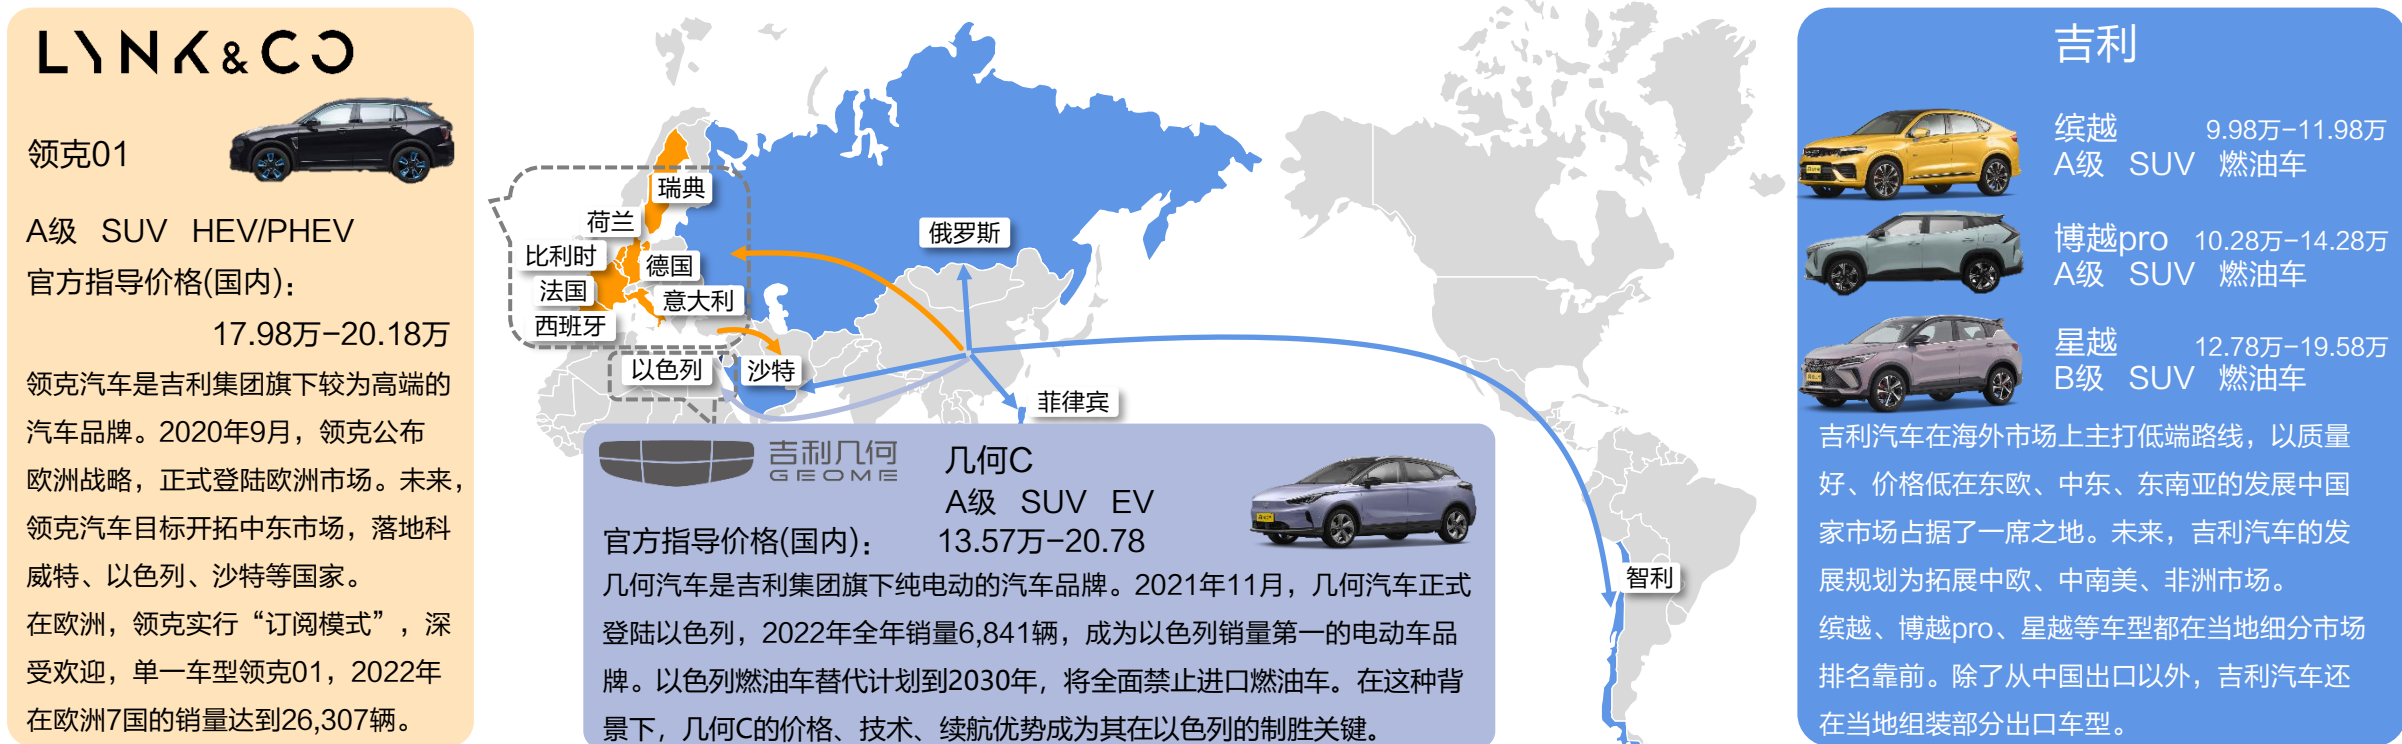 LYNK&CO
领克01
A级 SUV HEV/PHEV
官方指导价格(国内)：
17.98万-20.18万
领克汽车是吉利集团旗下较为高端的
汽车品牌。2020年9月，领克公布
欧洲战略，正式登陆欧洲市场。未来，
领克汽车目标开拓中东市场，落地科
威特、以色列、沙特等国家。
在欧洲，领克实行“订阅模式”，深
受欢迎，单一车型领克01，2022年
在欧洲7国的销量达到26,307辆。
瑞典
荷兰
比利时
德国
法国
意大利
西班牙
以色列
沙特
俄罗斯
菲律宾
智利
吉利几何
GEOME
几何C
A级 SUV EV
官方指导价格(国内)： 13.57万-20.78
几何汽车是吉利集团旗下纯电动的汽车品牌。2021年11月，几何汽车正式
登陆以色列，2022年全年销量6,841辆，成为以色列销量第一的电动车品
牌。以色列燃油车替代计划到2030年，将全面禁止进口燃油车。在这种背
景下，几何C的价格、技术、续航优势成为其在以色列的制胜关键。
吉利
缤越 9.98万-11.98万
A级 SUV 燃油车
博越pro 10.28万-14.28万
A级 SUV 燃油车
星越 12.78万-19.58万
B级 SUV 燃油车
吉利汽车在海外市场上主打低端路线，以质量
好、价格低在东欧、中东、东南亚的发展中国
家市场占据了一席之地。未来，吉利汽车的发
展规划为拓展中欧、中南美、非洲市场。
缤越、博越pro、星越等车型都在当地细分市场
排名靠前。除了从中国出口以外，吉利汽车还
在当地组装部分出口车型。